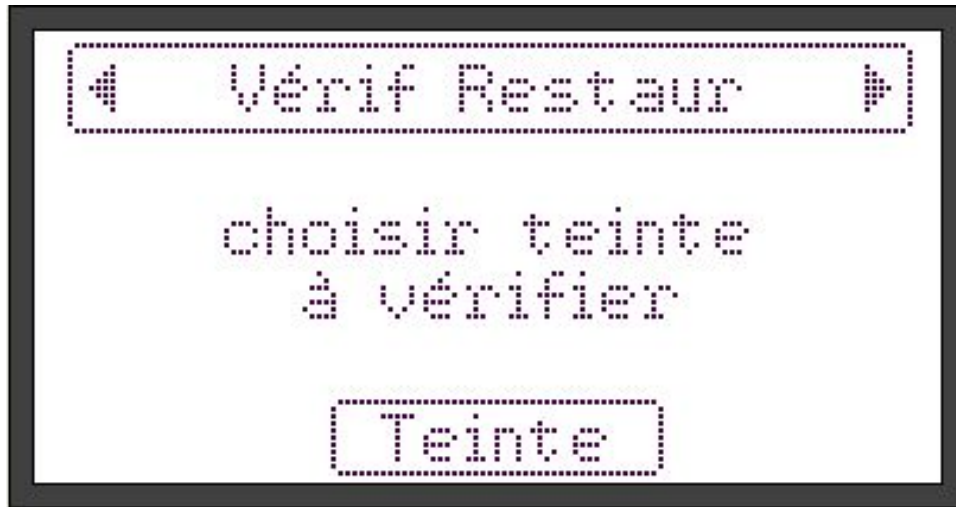 Vérif Restaur
choisir teinte
à vérifier
Teinte